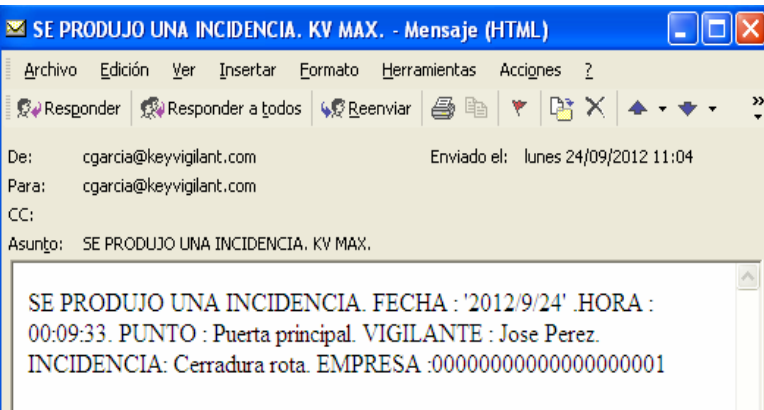 SE PRODUJO UNA INCIDENCIA. KV MAX. - Mensaje (HTML)
Archivo Edición Ver Insertar Formato Herramientas Acciones ?
Responder Responder a todos Reenviar
De: cgarcia@keyvigilant.com Enviado el: lunes 24/09/2012 11:04
Para: cgarcia@keyvigilant.com
CC:
Asunto: SE PRODUJO UNA INCIDENCIA. KV MAX.
SE PRODUJO UNA INCIDENCIA. FECHA : '2012/9/24' .HORA :
00:09:33. PUNTO : Puerta principal. VIGILANTE : Jose Perez.
INCIDENCIA: Cerradura rota. EMPRESA :00000000000000000001